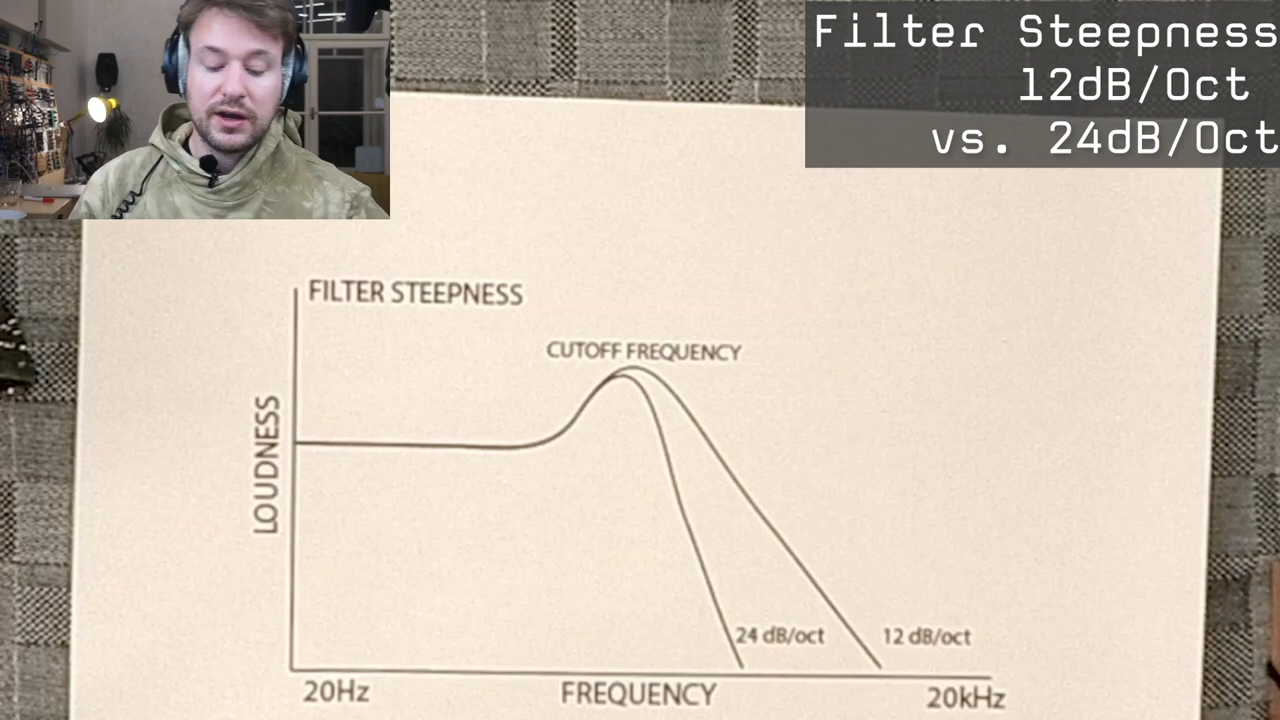 Filter Steepness
12dB/Oct
vs. 24dB/Oct
FILTER STEEPNESS
CUTOFF FREQUENCY
LOUDNESS
24 dB/oct
12 dB/oct
20Hz
FREQUENCY
20kHz